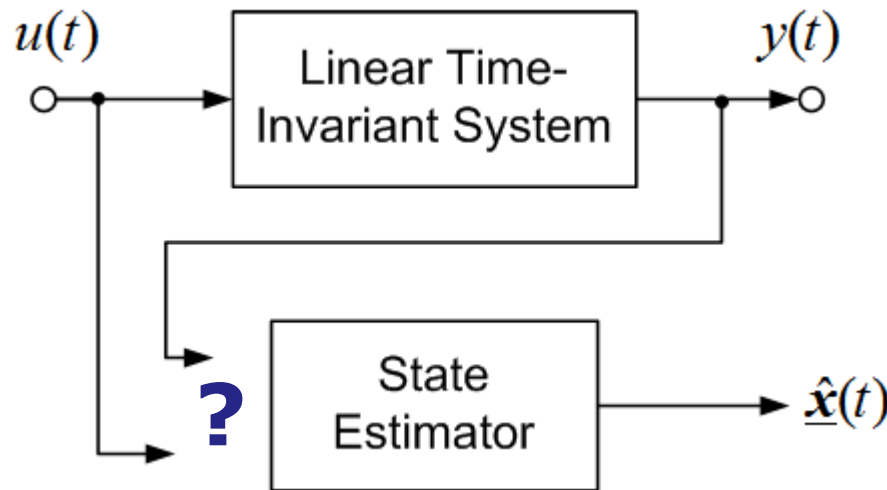 u(t)
y(t)
Linear Time-
Invariant System
?
State
Estimator
x̂(t)